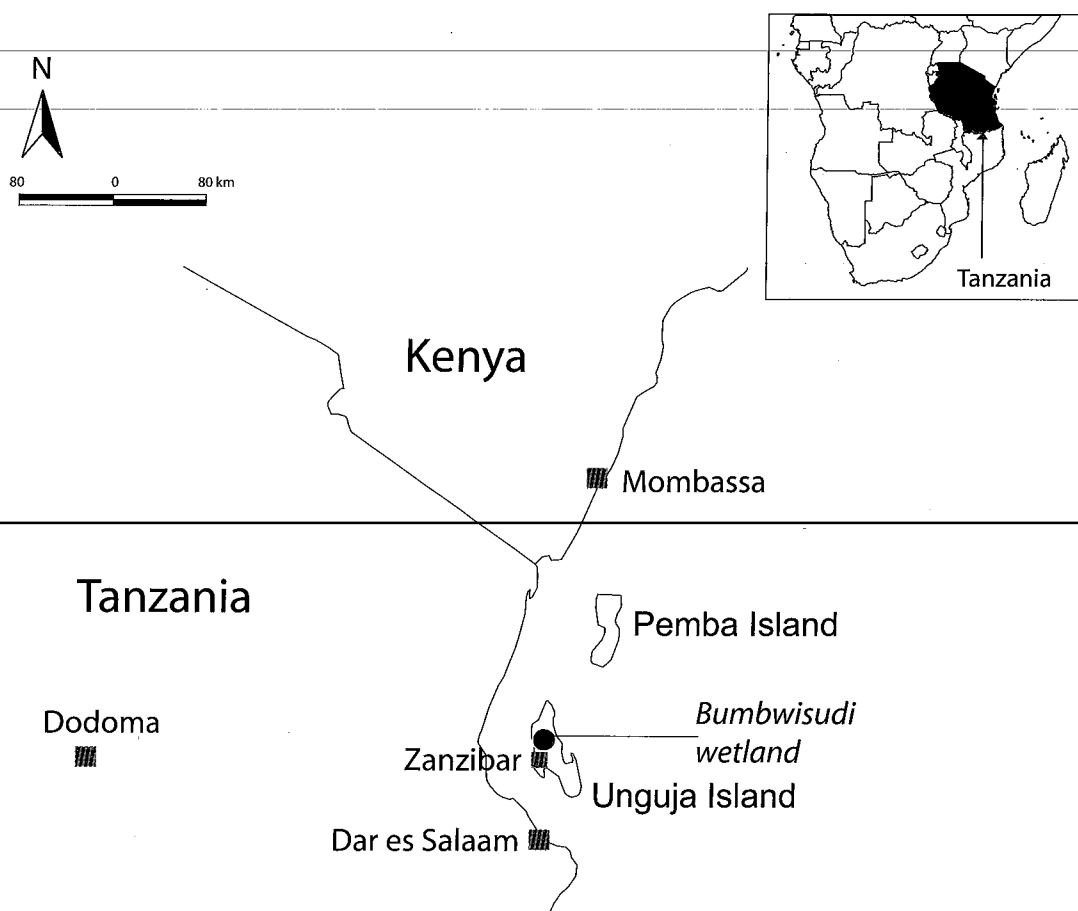 N
80 0 80 km
Tanzania
Kenya
Mombassa
Tanzania
Pemba Island
Dodoma
Bumbwisudi
wetland
Zanzibar
Unguja Island
Dar es Salaam